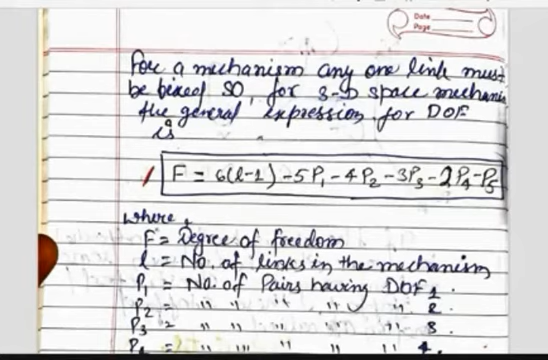 Date
Page
For a mechanism any one link must
be fixed SO, for 3-D space mechanis
the general expression for DOF
is
F = 6(l-1) -5P₁ -4P₂ -3P₃ -2P₄ -P₅
where,
F = Degree of freedom
l = No. of links in the mechanism
P₁ = No. of Pairs having DOF 1.
P₂ = " " " " " 2.
P₃ = " " " " " 3.
P₄ = " " " " 4.